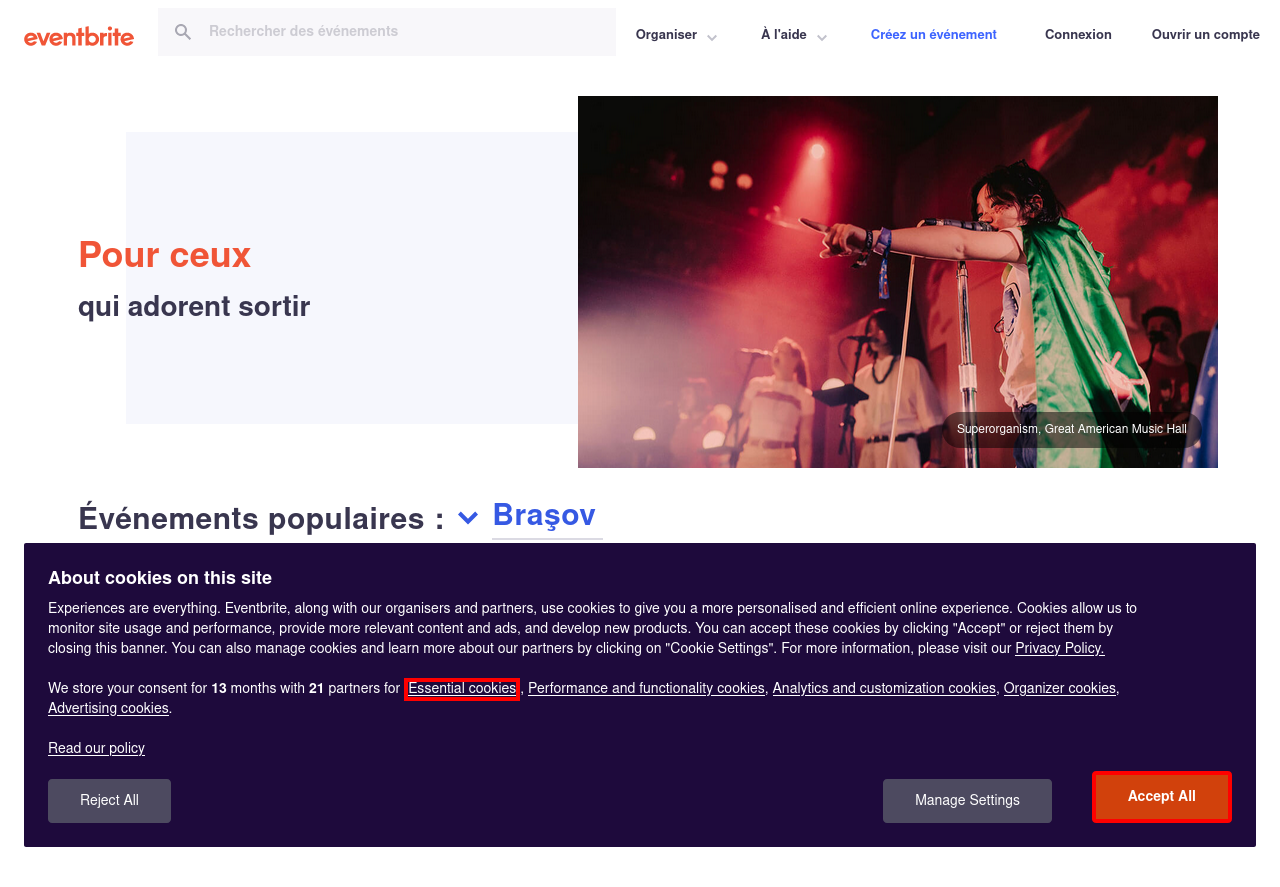 eventbrite
Rechercher des événements
Organiser
À l'aide
Créez un événement
Connexion
Ouvrir un compte
Pour ceux
qui adorent sortir
Superorganism, Great American Music Hall
Événements populaires :
Braşov
About cookies on this site
Experiences are everything. Eventbrite, along with our organisers and partners, use cookies to give you a more personalised and efficient online experience. Cookies allow us to
monitor site usage and performance, provide more relevant content and ads, and develop new products. You can accept these cookies by clicking "Accept" or reject them by
closing this banner. You can also manage cookies and learn more about our partners by clicking on "Cookie Settings". For more information, please visit our Privacy Policy.
We store your consent for 13 months with 21 partners for Essential cookies, Performance and functionality cookies, Analytics and customization cookies, Organizer cookies,
Advertising cookies.
Read our policy
Reject All
Manage Settings
Accept All